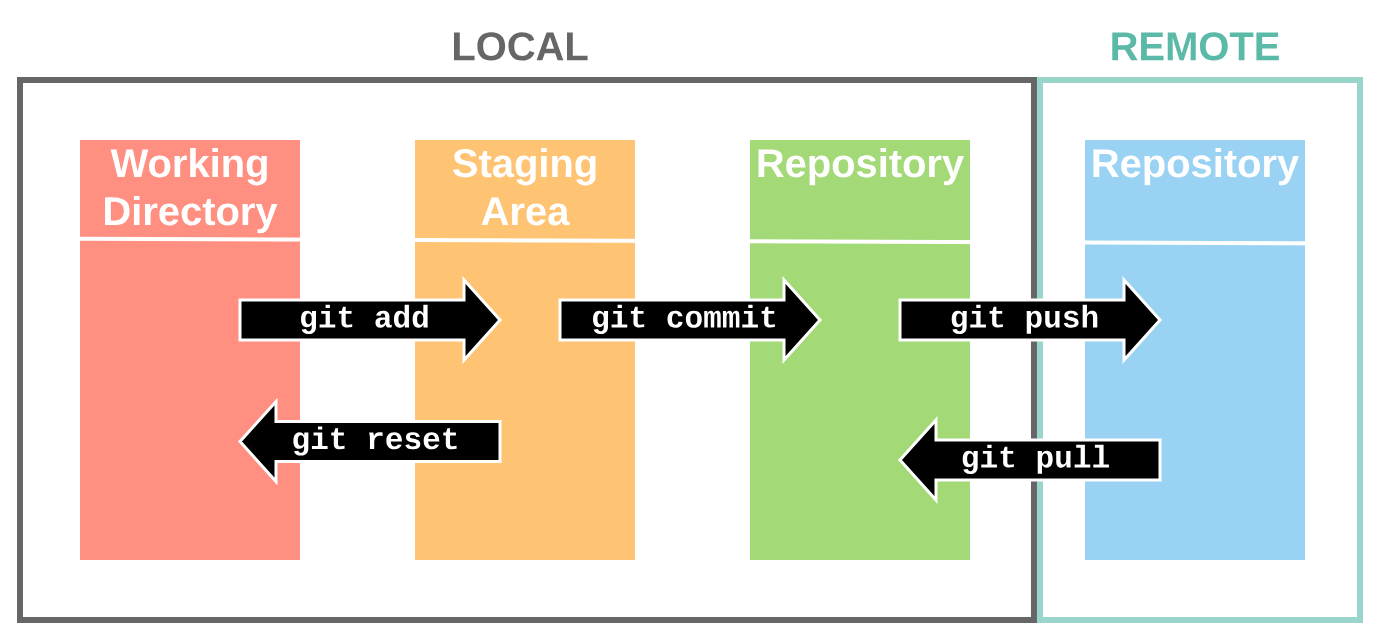 LOCAL
REMOTE
Working
Directory
Staging
Area
Repository
Repository
git add
git commit
git push
git reset
git pull